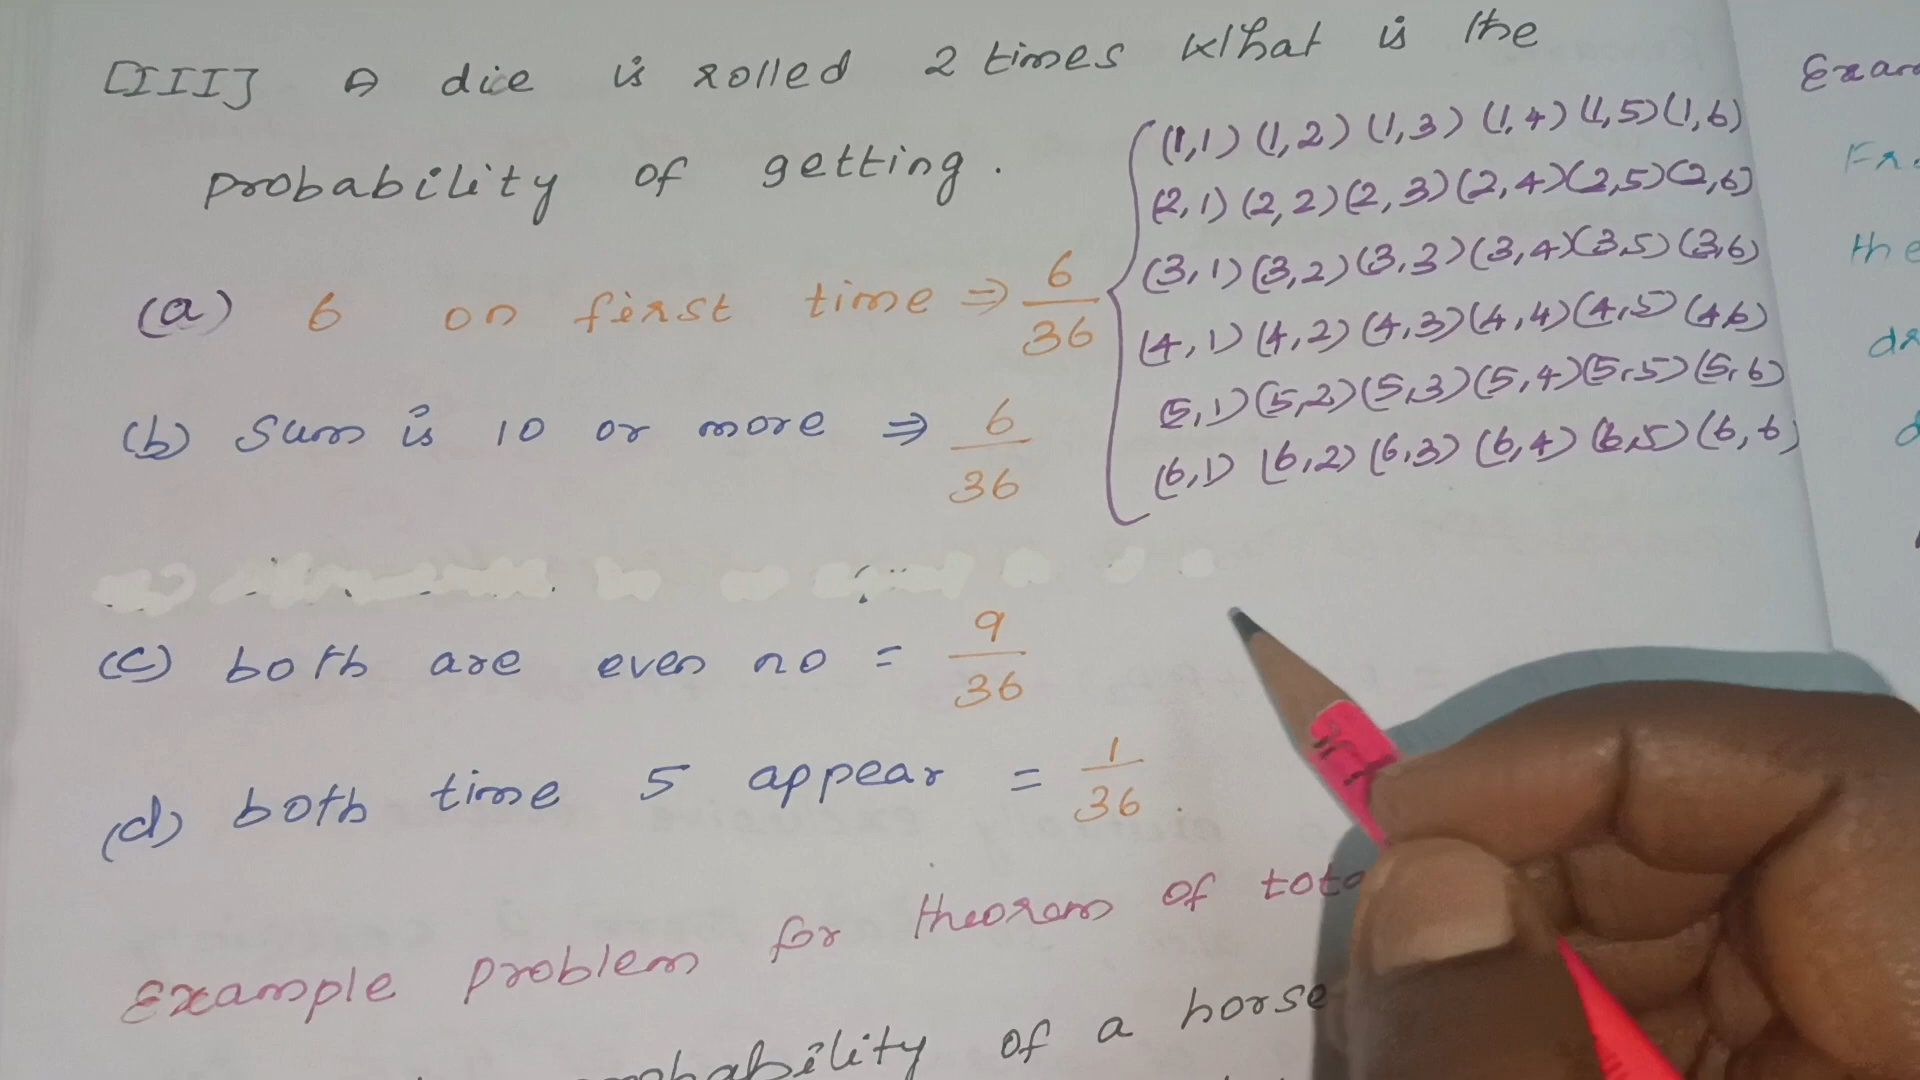 [III] A dice is rolled 2 times What is the
probability of getting.
(a) 6 on first time ⇒ 6/36
(b) Sum is 10 or more ⇒ 6/36
(c) both are even no = 9/36
(d) both time 5 appear = 1/36.
(1,1) (1,2) (1,3) (1,4) (1,5) (1,6)
(2,1) (2,2) (2,3) (2,4) (2,5) (2,6)
(3,1) (3,2) (3,3) (3,4) (3,5) (3,6)
(4,1) (4,2) (4,3) (4,4) (4,5) (4,6)
(5,1) (5,2) (5,3) (5,4) (5,5) (5,6)
(6,1) (6,2) (6,3) (6,4) (6,5) (6,6)
Example problem for theorem of tota
probability of a horse
Exam
the